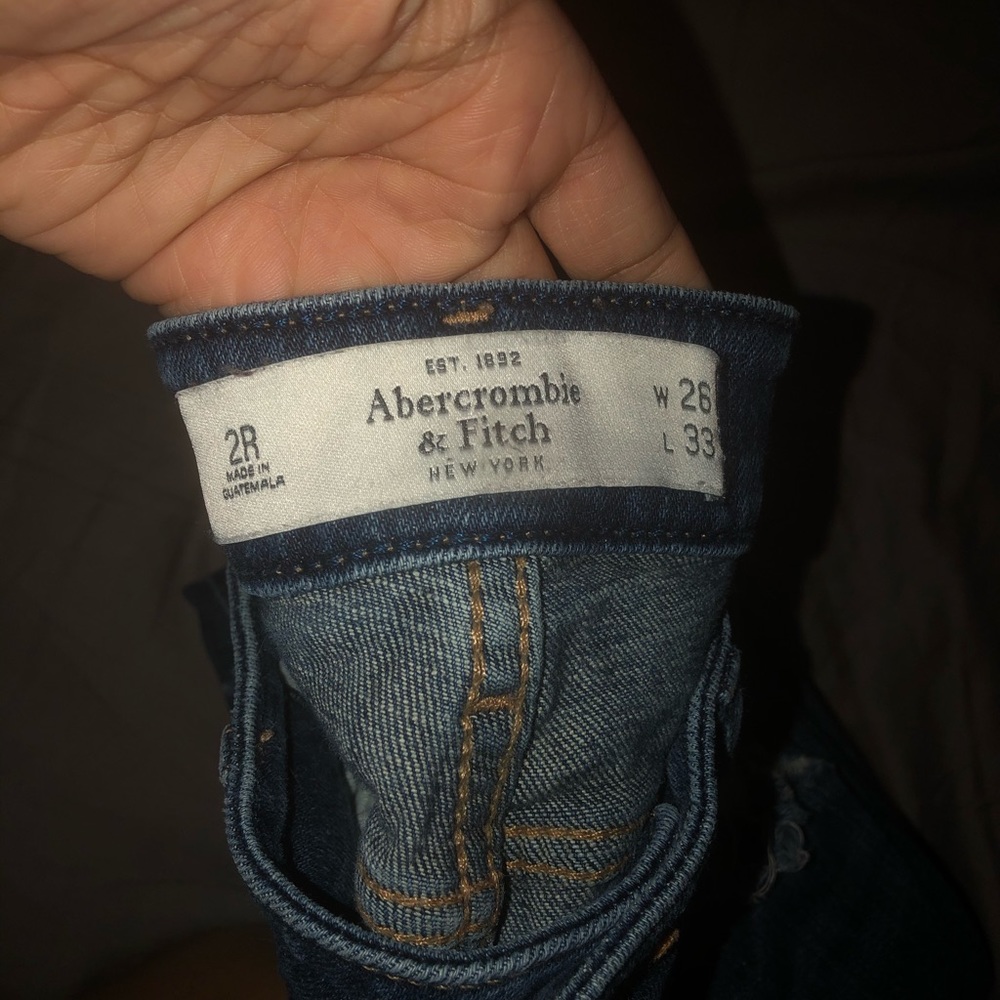 2R
MADE IN
GUATEMALA
EST. 1892
Abercrombie
& Fitch
NEW YORK
W 26
L 33